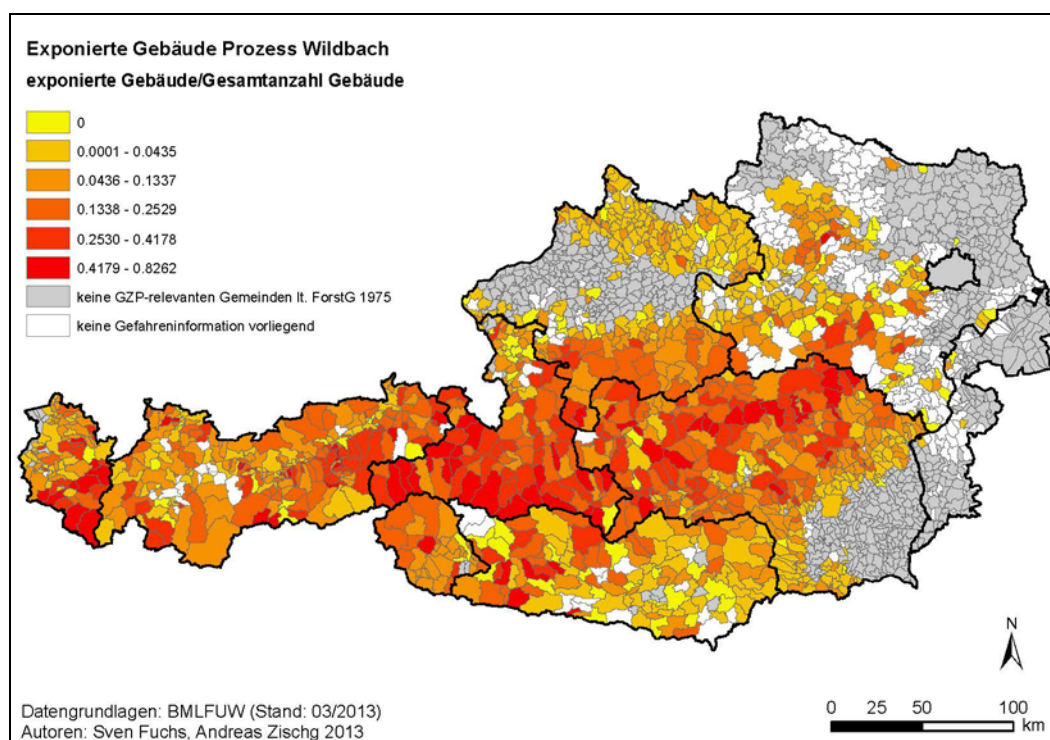 Exponierte Gebäude Prozess Wildbach
exponierte Gebäude/Gesamtanzahl Gebäude
0
0.0001 - 0.0435
0.0436 - 0.1337
0.1338 - 0.2529
0.2530 - 0.4178
0.4179 - 0.8262
keine GZP-relevanten Gemeinden lt. ForstG 1975
keine Gefahreninformation vorliegend
N
Datengrundlagen: BMLFUW (Stand: 03/2013)
Autoren: Sven Fuchs, Andreas Zischg 2013
0 25 50 100
km